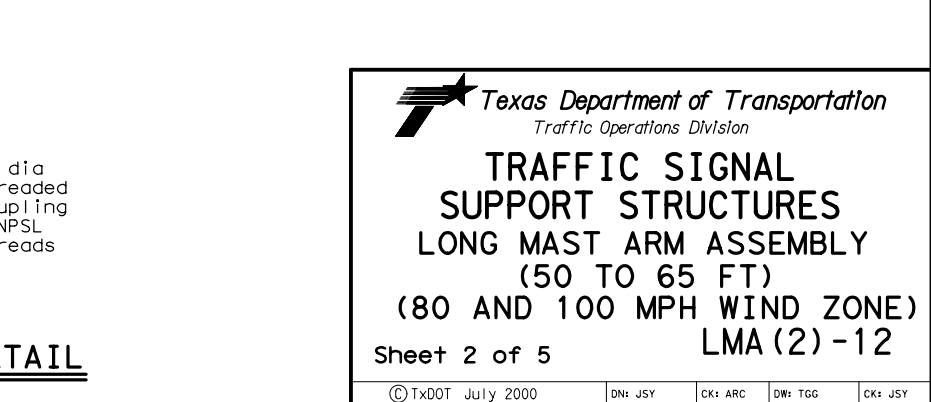 Texas Department of Transportation
Traffic Operations Division
TRAFFIC SIGNAL
SUPPORT STRUCTURES
LONG MAST ARM ASSEMBLY
(50 TO 65 FT)
(80 AND 100 MPH WIND ZONE)
LMA(2)-12
Sheet 2 of 5
© TxDOT July 2000 DN: JSY CK: ARC DW: TGG CK: JSY
dia
readed
upling
NPSL
reads
TAIL